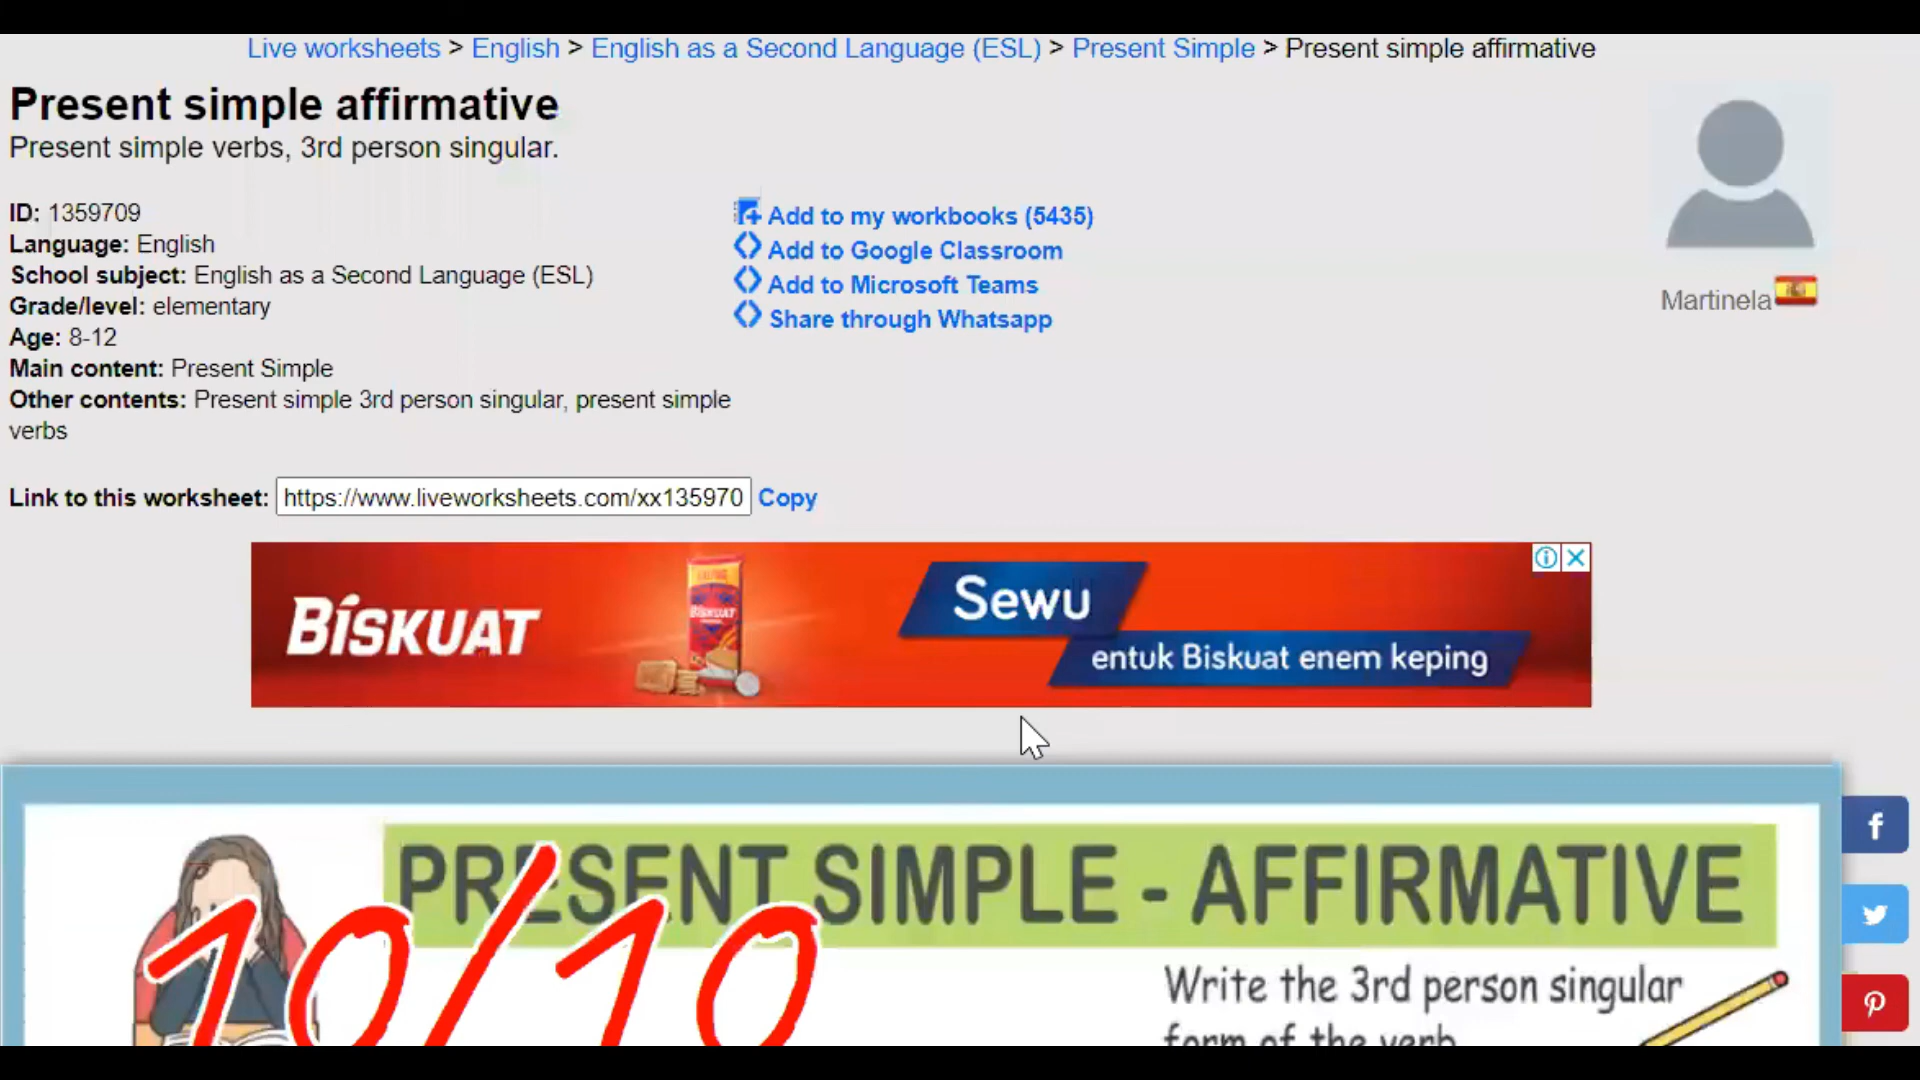 Live worksheets > English > English as a Second Language (ESL) > Present Simple > Present simple affirmative
Present simple affirmative
Present simple verbs, 3rd person singular.
ID: 1359709
Language: English
School subject: English as a Second Language (ESL)
Grade/level: elementary
Age: 8-12
Main content: Present Simple
Other contents: Present simple 3rd person singular, present simple
verbs
Add to my workbooks (5435)
Add to Google Classroom
Add to Microsoft Teams
Share through Whatsapp
Martinela
Link to this worksheet: https://www.liveworksheets.com/xx135970 Copy
BISKUAT
BISKUAT
Sewu
entuk Biskuat enem keping
PRESENT SIMPLE - AFFIRMATIVE
10/10
Write the 3rd person singular
form of the verb